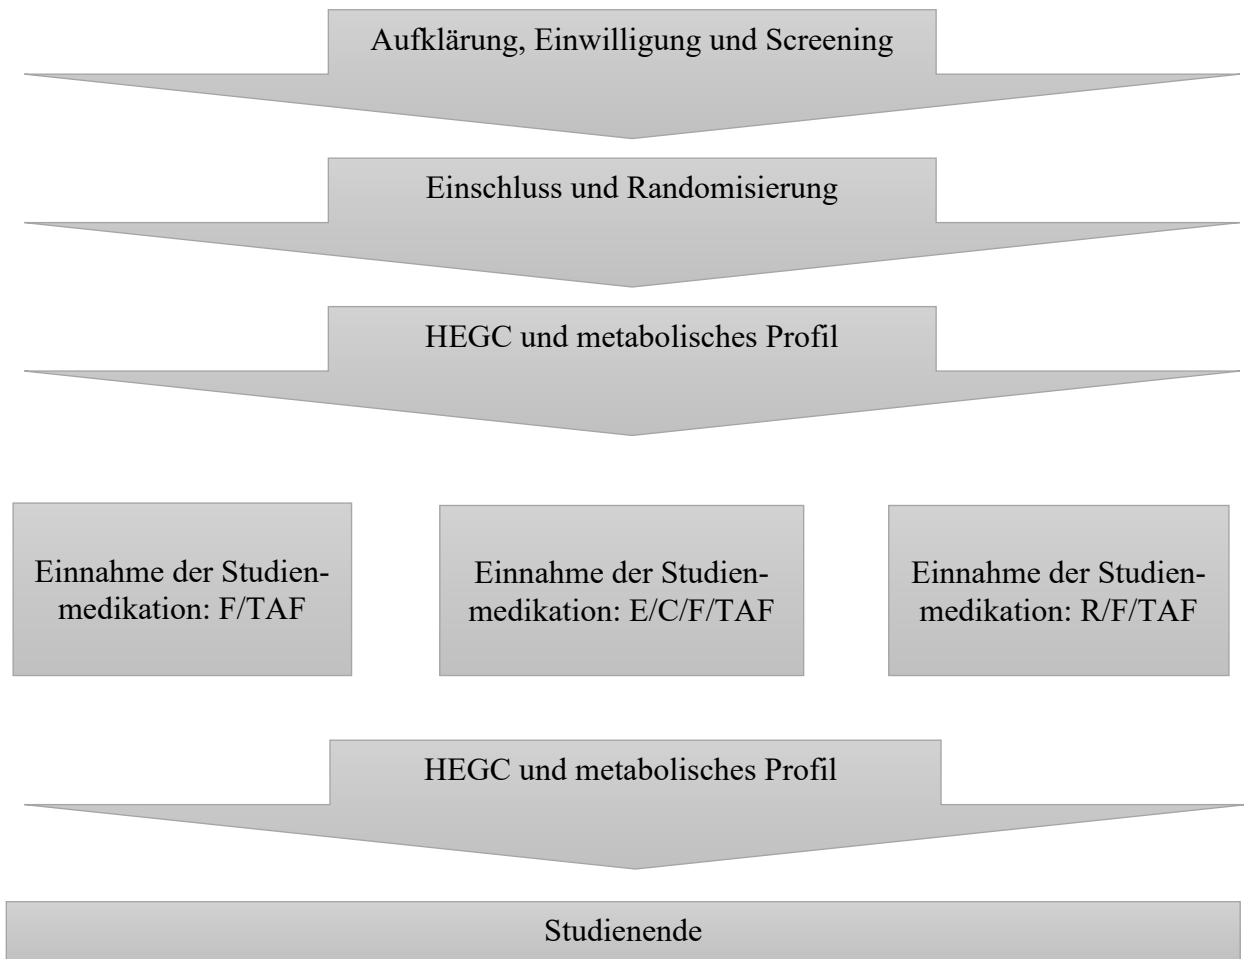 Aufklärung, Einwilligung und Screening
Einschluss und Randomisierung
HEGC und metabolisches Profil
Einnahme der Studien-
medikation: F/TAF
Einnahme der Studien-
medikation: E/C/F/TAF
Einnahme der Studien-
medikation: R/F/TAF
HEGC und metabolisches Profil
Studienende